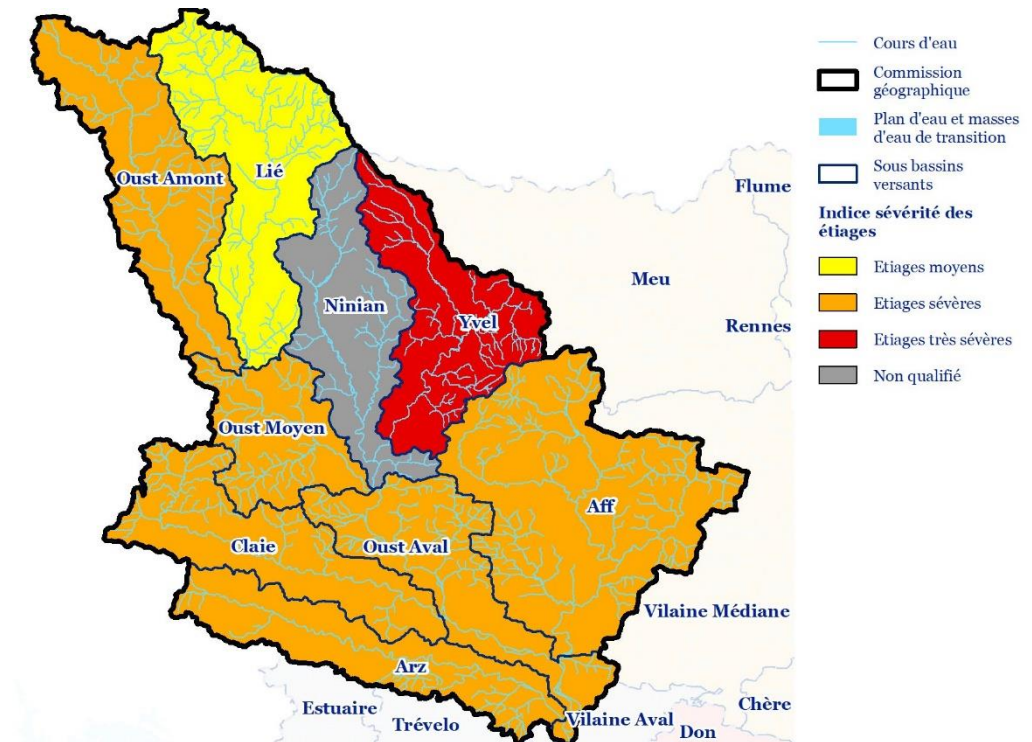 Cours d'eau
Commission
géographique
Plan d'eau et masses
d'eau de transition
Sous bassins
versants
Indice sévérité des
étiages
Etiages moyens
Etiages sévères
Etiages très sévères
Non qualifié
Oust Amont
Lié
Flume
Meu
Ninian
Yvel
Rennes
Oust Moyen
Aff
Claie
Oust Aval
Vilaine Médiane
Arz
Estuaire
Trévelo
Vilaine Aval
Chère
Don